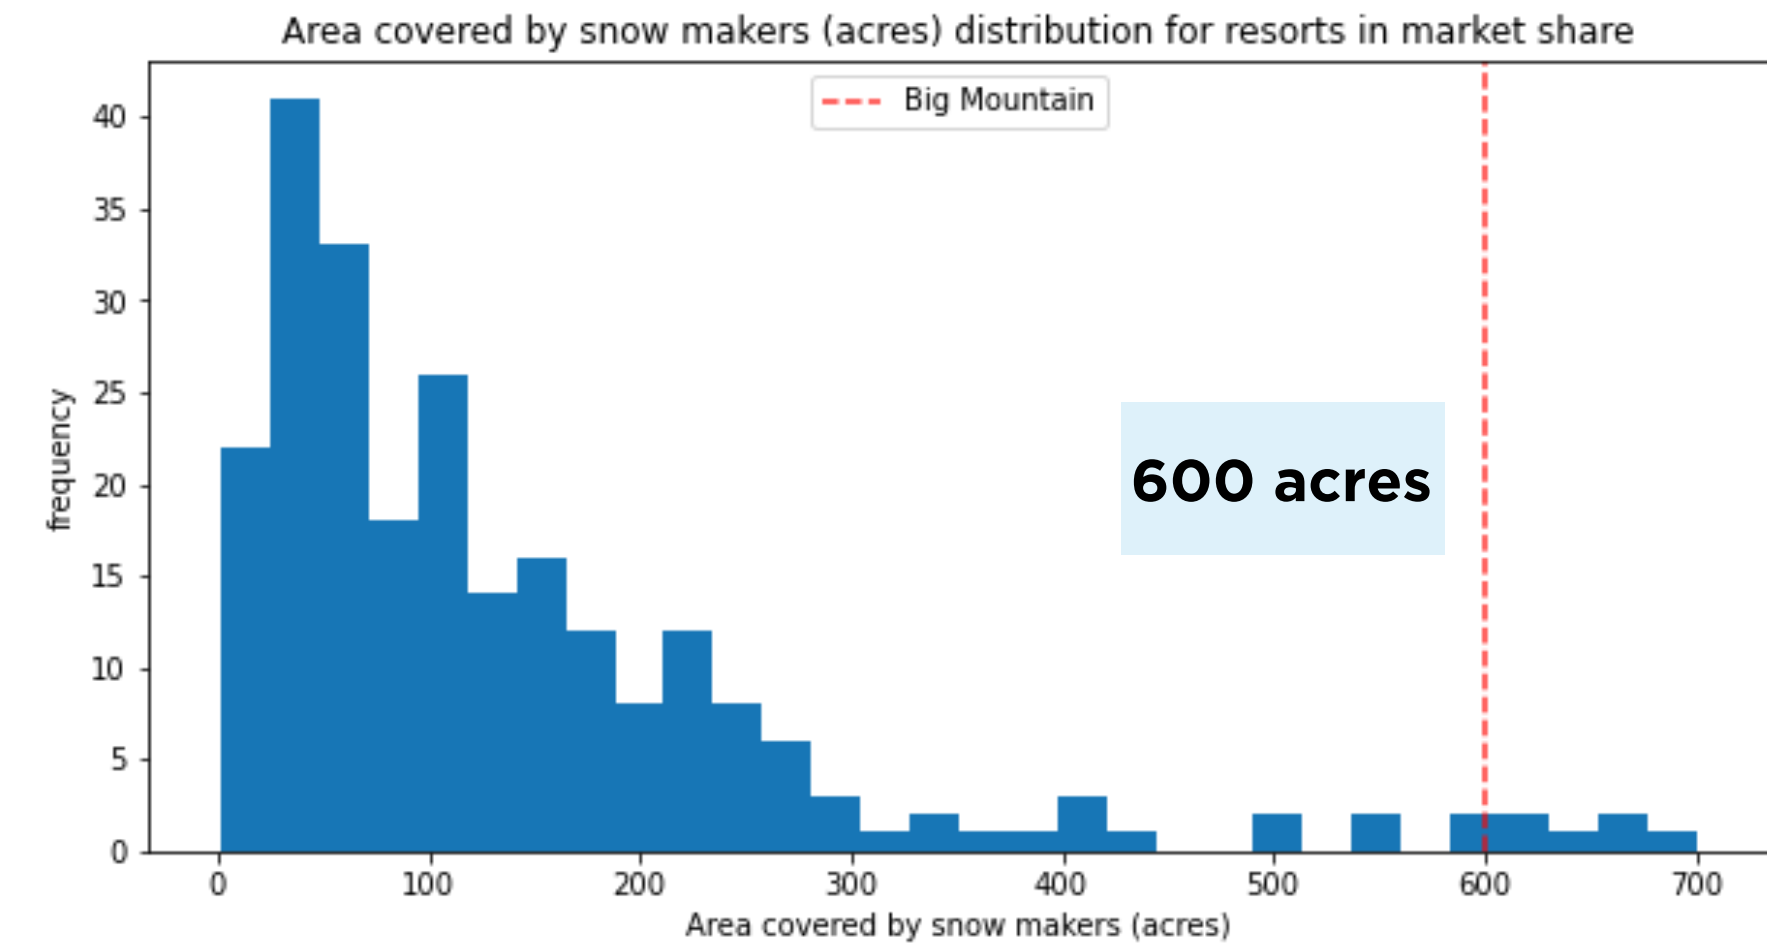 Area covered by snow makers (acres) distribution for resorts in market share
Big Mountain
40
35
30
25
20
15
10
5
0
frequency
600 acres
0 100 200 300 400 500 600 700
Area covered by snow makers (acres)